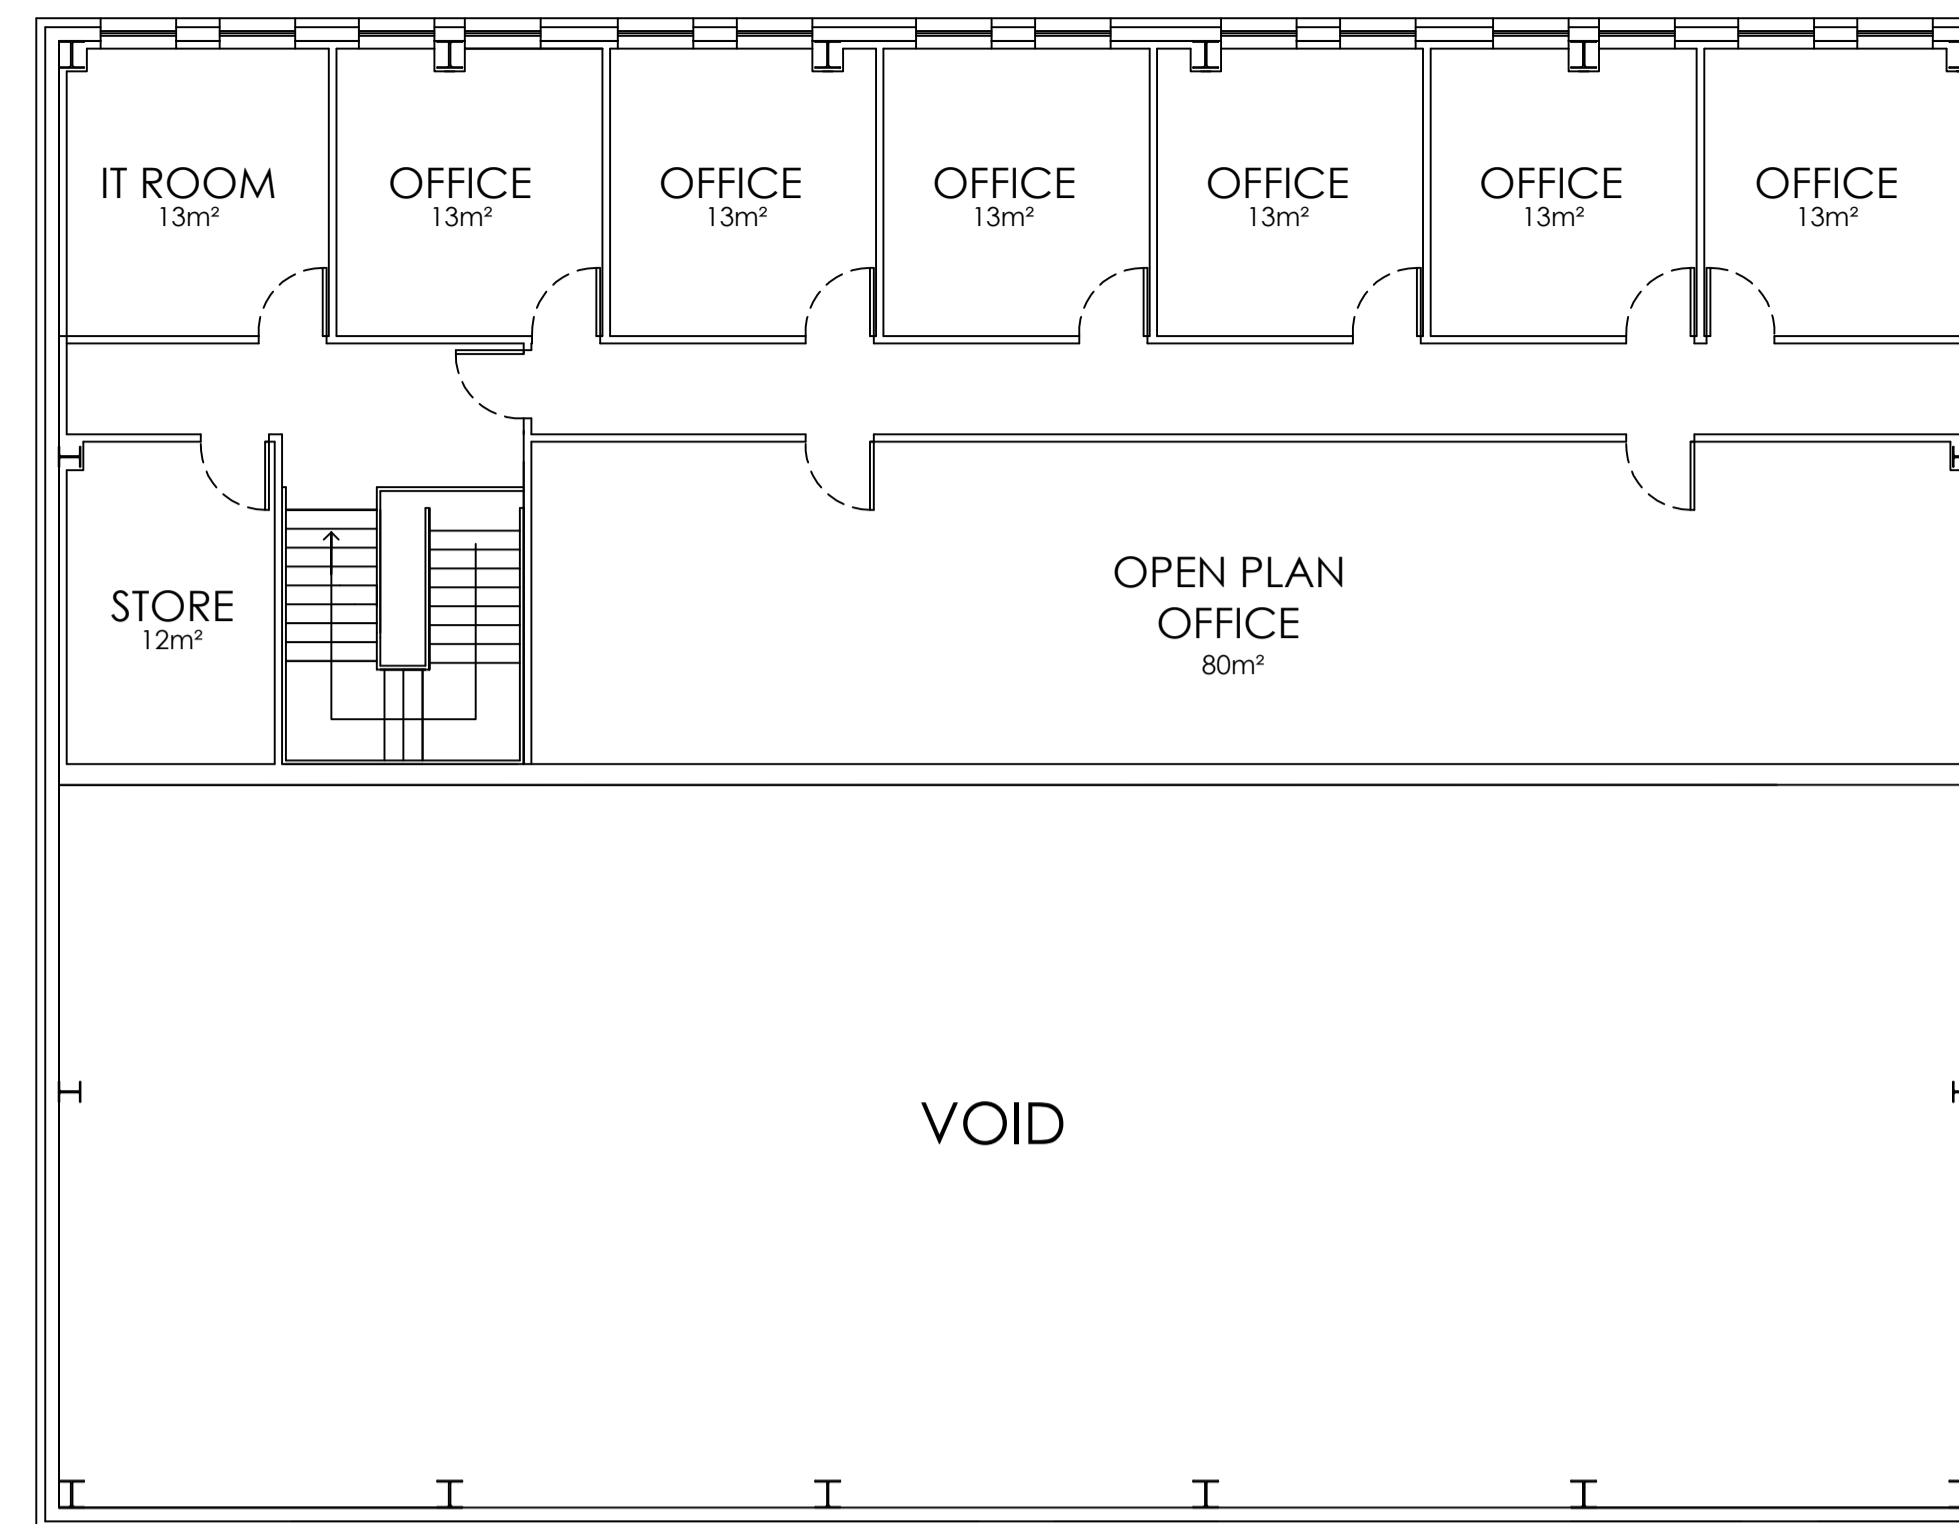 IT ROOM
13m²
OFFICE
13m²
OFFICE
13m²
OFFICE
13m²
OFFICE
13m²
OFFICE
13m²
OFFICE
13m²
STORE
12m²
OPEN PLAN
OFFICE
80m²
VOID